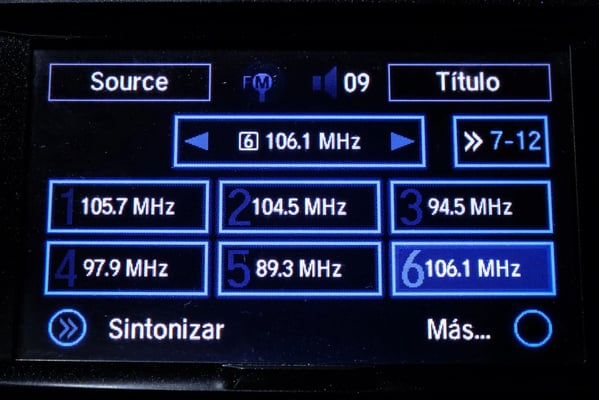 Source FM 09 Título
6 106.1 MHz 7-12
1 105.7 MHz 2 104.5 MHz 3 94.5 MHz
4 97.9 MHz 5 89.3 MHz 6 106.1 MHz
Sintonizar Más...